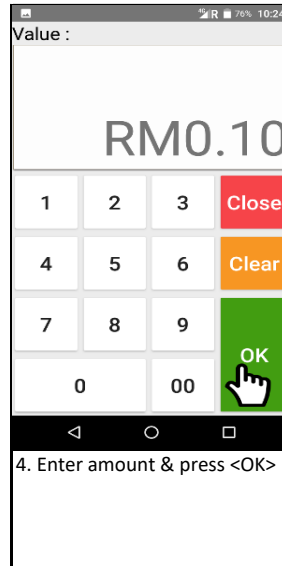 4G R 76% 10:24
Value :
RM0.10
1 2 3 Close
4 5 6 Clear
7 8 9
OK
0 00
4. Enter amount & press <OK>